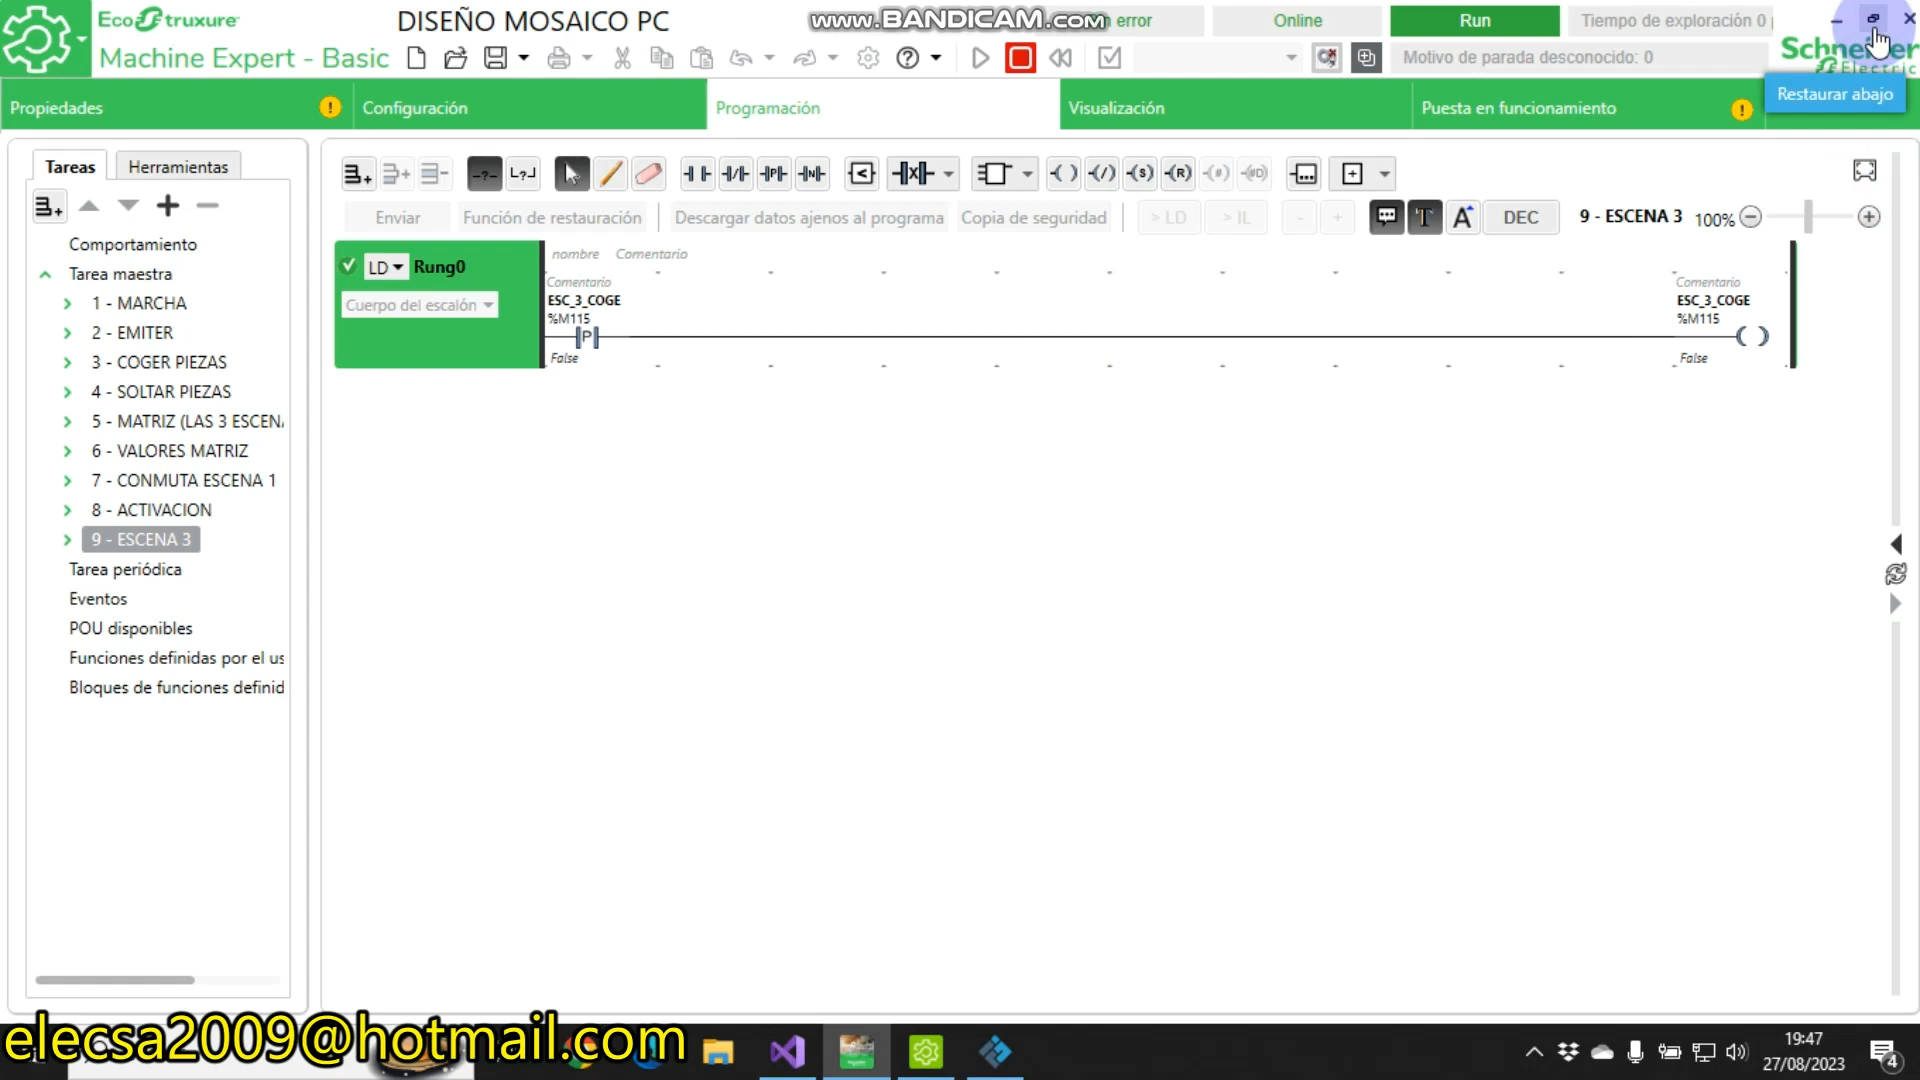 EcoStruxure
Machine Expert - Basic
DISEÑO MOSAICO PC
www.BANDICAM.com
error
Online
Run
Tiempo de exploración 0
Motivo de parada desconocido: 0
Schneider
Electric
Restaurar abajo
Propiedades
Configuración
Programación
Visualización
Puesta en funcionamiento
Tareas
Herramientas
Enviar
Función de restauración
Descargar datos ajenos al programa
Copia de seguridad
> LD
> IL
-
+
T
A
DEC
9 - ESCENA 3
100%
Comportamiento
Tarea maestra
1 - MARCHA
2 - EMITER
3 - COGER PIEZAS
4 - SOLTAR PIEZAS
5 - MATRIZ (LAS 3 ESCEN
6 - VALORES MATRIZ
7 - CONMUTA ESCENA 1
8 - ACTIVACION
9 - ESCENA 3
Tarea periódica
Eventos
POU disponibles
Funciones definidas por el us
Bloques de funciones definid
LD
Rung0
Cuerpo del escalón
nombre
Comentario
Comentario
ESC_3_COGE
%M115
P
False
Comentario
ESC_3_COGE
%M115
False
elecsa2009@hotmail.com
19:47
27/08/2023
4